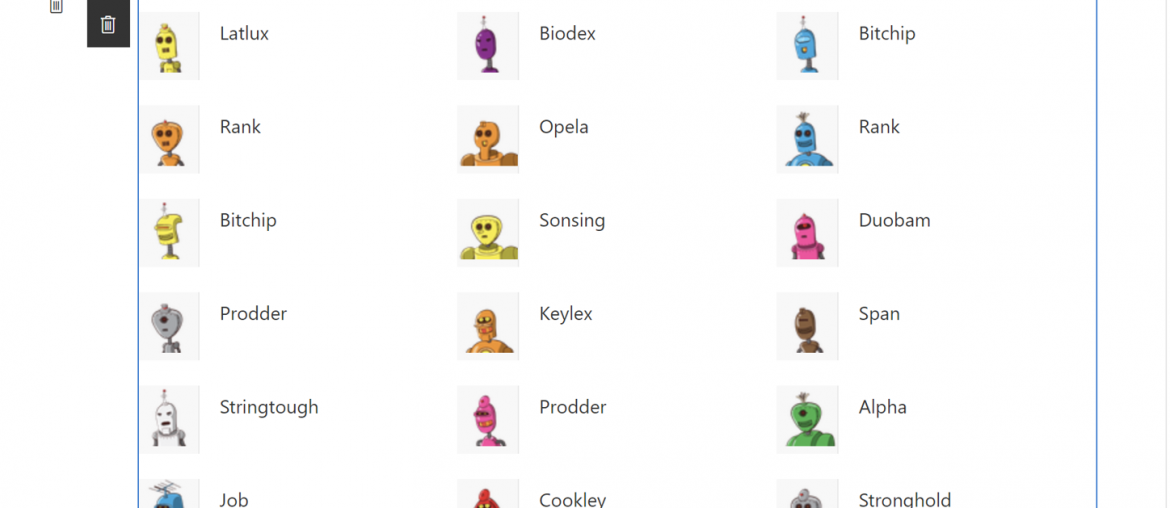 Latlux Biodex Bitchip
Rank Opela Rank
Bitchip Sonsing Duobam
Prodder Keylex Span
Stringtough Prodder Alpha
Job Cookley Stronghold